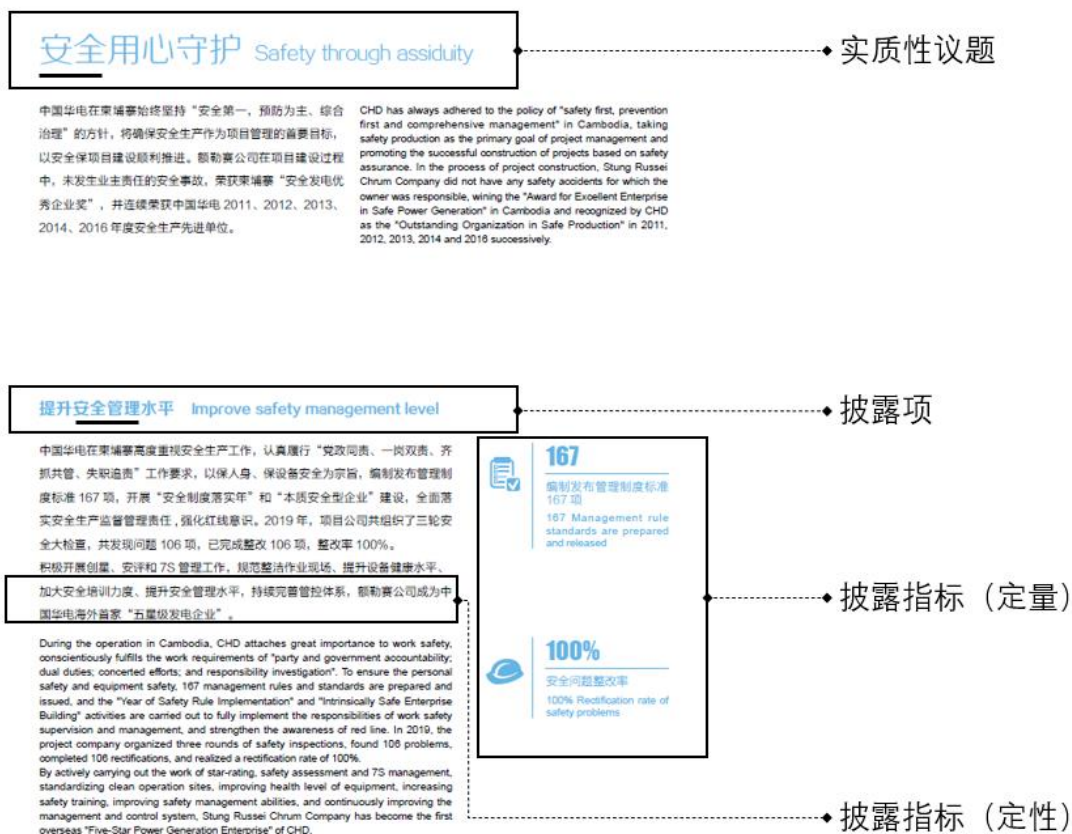 安全用心守护 Safety through assiduity
实质性议题
中国华电在柬埔寨始终坚持“安全第一，预防为主、综合
治理”的方针，将确保安全生产作为项目管理的首要目标，
以安全保项目建设顺利推进。额勒赛公司在项目建设过程
中，未发生业主责任的安全事故，荣获柬埔寨“安全发电优
秀企业奖”，并连续荣获中国华电 2011、2012、2013、
2014、2016 年度安全生产先进单位。
CHD has always adhered to the policy of "safety first, prevention
first and comprehensive management" in Cambodia, taking
safety production as the primary goal of project management and
promoting the successful construction of projects based on safety
assurance. In the process of project construction, Stung Russei
Chrum Company did not have any safety accidents for which the
owner was responsible, wining the "Award for Excellent Enterprise
in Safe Power Generation" in Cambodia and recognized by CHD
as the "Outstanding Organization in Safe Production" in 2011,
2012, 2013, 2014 and 2016 successively.
提升安全管理水平 Improve safety management level
披露项
中国华电在柬埔寨高度重视安全生产工作，认真履行“党政同责、一岗双责、齐
抓共管、失职追责”工作要求，以保人身、保设备安全为宗旨，编制发布管理制
度标准 167 项，开展“安全制度落实年”和“本质安全型企业”建设，全面落
实安全生产监督管理责任，强化红线意识。2019 年，项目公司共组织了三轮安
全大检查，共发现问题 106 项，已完成整改 106 项，整改率 100%。
积极开展创星、安评和 7S 管理工作，规范整洁作业现场、提升设备健康水平、
加大安全培训力度、提升安全管理水平，持续完善管控体系，额勒赛公司成为中
国华电海外首家“五星级发电企业”。
During the operation in Cambodia, CHD attaches great importance to work safety,
conscientiously fulfills the work requirements of "party and government accountability;
dual duties; concerted efforts; and responsibility investigation". To ensure the personal
safety and equipment safety, 167 management rules and standards are prepared and
issued, and the "Year of Safety Rule Implementation" and "Intrinsically Safe Enterprise
Building" activities are carried out to fully implement the responsibilities of work safety
supervision and management, and strengthen the awareness of red line. In 2019, the
project company organized three rounds of safety inspections, found 106 problems,
completed 106 rectifications, and realized a rectification rate of 100%.
By actively carrying out the work of star-rating, safety assessment and 7S management,
standardizing clean operation sites, improving health level of equipment, increasing
safety training, improving safety management abilities, and continuously improving the
management and control system, Stung Russei Chrum Company has become the first
overseas "Five-Star Power Generation Enterprise" of CHD.
167
编制发布管理制度标准
167 项
167 Management rule
standards are prepared
and released
披露指标（定量）
100%
安全问题整改率
100% Rectification rate of
safety problems
披露指标（定性）